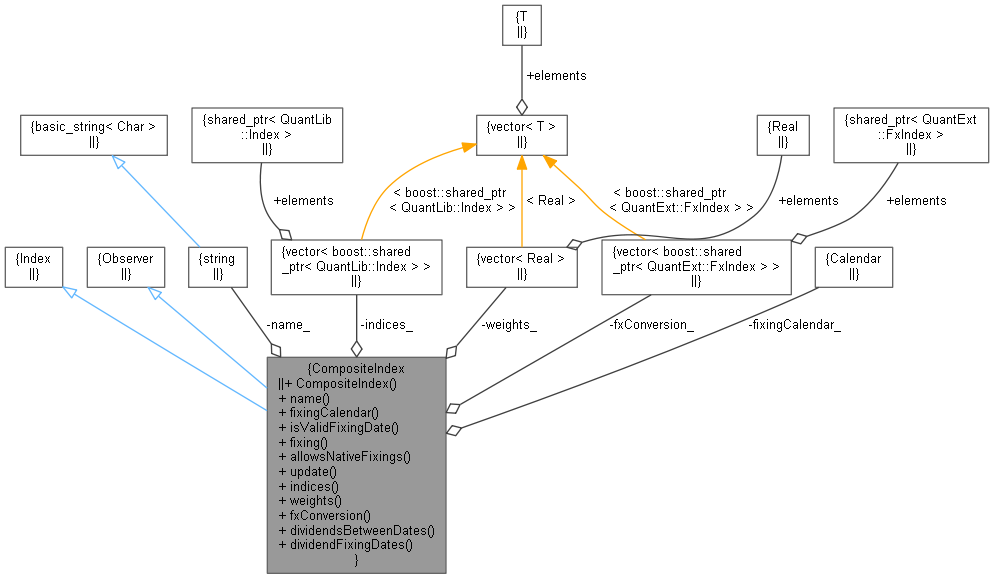 {T
||}
+elements
{basic_string< Char >
||}
{shared_ptr< QuantLib
::Index >
||}
{vector< T >
||}
{Real
||}
{shared_ptr< QuantExt
::FxIndex >
||}
+elements
< boost::shared_ptr
< QuantLib::Index > >
< Real >
< boost::shared_ptr
< QuantExt::FxIndex > >
+elements
+elements
{Index
||}
{Observer
||}
{string
||}
{vector< boost::shared
_ptr< QuantLib::Index > >
||}
{vector< Real >
||}
{vector< boost::shared
_ptr< QuantExt::FxIndex > >
||}
{Calendar
||}
-name_
-indices_
-weights_
-fxConversion_
-fixingCalendar_
{CompositeIndex
||+ CompositeIndex()
+ name()
+ fixingCalendar()
+ isValidFixingDate()
+ fixing()
+ allowsNativeFixings()
+ update()
+ indices()
+ weights()
+ fxConversion()
+ dividendsBetweenDates()
+ dividendFixingDates()
}